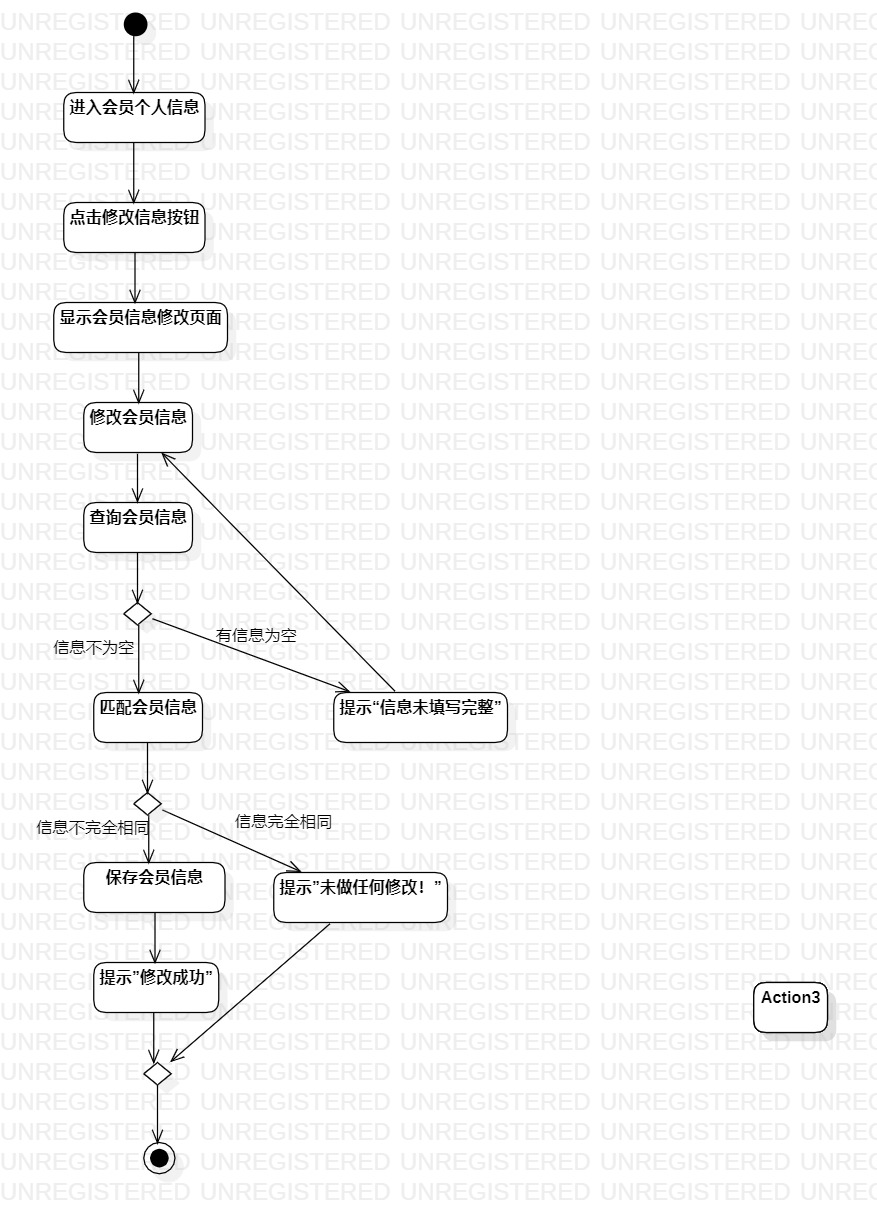 进入会员个人信息
点击修改信息按钮
显示会员信息修改页面
修改会员信息
查询会员信息
有信息为空
信息不为空
匹配会员信息
提示“信息未填写完整”
信息完全相同
信息不完全相同
保存会员信息
提示”未做任何修改！”
提示”修改成功”
Action3
UNREGISTERED